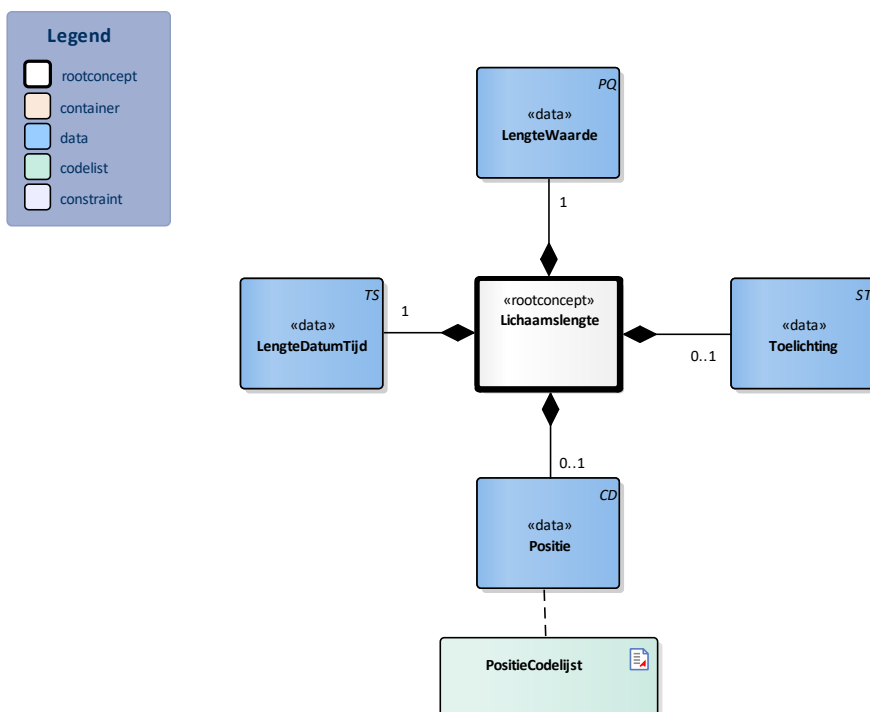 Legend
rootconcept
container
data
codelist
constraint
PQ
«data»
LengteWaarde
1
TS
«data»
LengteDatumTijd
1
«rootconcept»
Lichaamslengte
ST
«data»
Toelichting
0..1
0..1
CD
«data»
Positie
PositieCodelijst